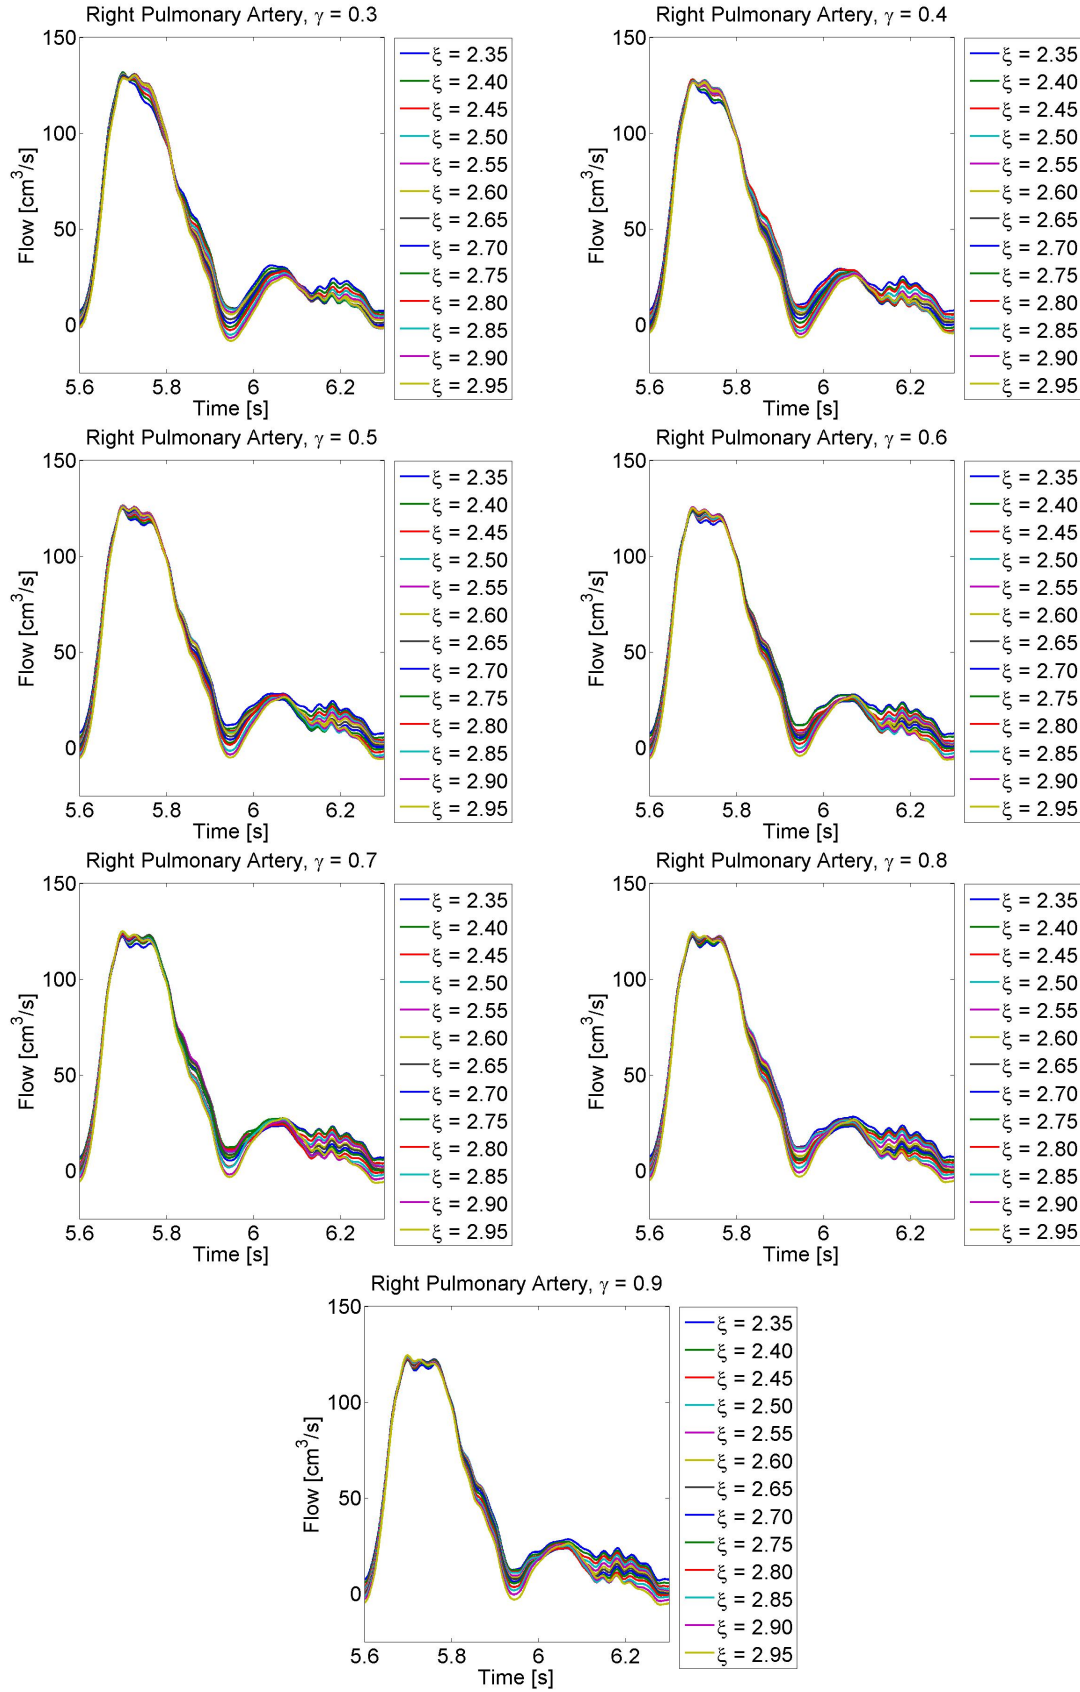 Right Pulmonary Artery, γ = 0.3
Flow [cm³/s]
150
100
50
0
5.6 5.8 6 6.2
Time [s]
ξ = 2.35
ξ = 2.40
ξ = 2.45
ξ = 2.50
ξ = 2.55
ξ = 2.60
ξ = 2.65
ξ = 2.70
ξ = 2.75
ξ = 2.80
ξ = 2.85
ξ = 2.90
ξ = 2.95
Right Pulmonary Artery, γ = 0.4
Flow [cm³/s]
150
100
50
0
5.6 5.8 6 6.2
Time [s]
ξ = 2.35
ξ = 2.40
ξ = 2.45
ξ = 2.50
ξ = 2.55
ξ = 2.60
ξ = 2.65
ξ = 2.70
ξ = 2.75
ξ = 2.80
ξ = 2.85
ξ = 2.90
ξ = 2.95
Right Pulmonary Artery, γ = 0.5
Flow [cm³/s]
150
100
50
0
5.6 5.8 6 6.2
Time [s]
ξ = 2.35
ξ = 2.40
ξ = 2.45
ξ = 2.50
ξ = 2.55
ξ = 2.60
ξ = 2.65
ξ = 2.70
ξ = 2.75
ξ = 2.80
ξ = 2.85
ξ = 2.90
ξ = 2.95
Right Pulmonary Artery, γ = 0.6
Flow [cm³/s]
150
100
50
0
5.6 5.8 6 6.2
Time [s]
ξ = 2.35
ξ = 2.40
ξ = 2.45
ξ = 2.50
ξ = 2.55
ξ = 2.60
ξ = 2.65
ξ = 2.70
ξ = 2.75
ξ = 2.80
ξ = 2.85
ξ = 2.90
ξ = 2.95
Right Pulmonary Artery, γ = 0.7
Flow [cm³/s]
150
100
50
0
5.6 5.8 6 6.2
Time [s]
ξ = 2.35
ξ = 2.40
ξ = 2.45
ξ = 2.50
ξ = 2.55
ξ = 2.60
ξ = 2.65
ξ = 2.70
ξ = 2.75
ξ = 2.80
ξ = 2.85
ξ = 2.90
ξ = 2.95
Right Pulmonary Artery, γ = 0.8
Flow [cm³/s]
150
100
50
0
5.6 5.8 6 6.2
Time [s]
ξ = 2.35
ξ = 2.40
ξ = 2.45
ξ = 2.50
ξ = 2.55
ξ = 2.60
ξ = 2.65
ξ = 2.70
ξ = 2.75
ξ = 2.80
ξ = 2.85
ξ = 2.90
ξ = 2.95
Right Pulmonary Artery, γ = 0.9
Flow [cm³/s]
150
100
50
0
5.6 5.8 6 6.2
Time [s]
ξ = 2.35
ξ = 2.40
ξ = 2.45
ξ = 2.50
ξ = 2.55
ξ = 2.60
ξ = 2.65
ξ = 2.70
ξ = 2.75
ξ = 2.80
ξ = 2.85
ξ = 2.90
ξ = 2.95